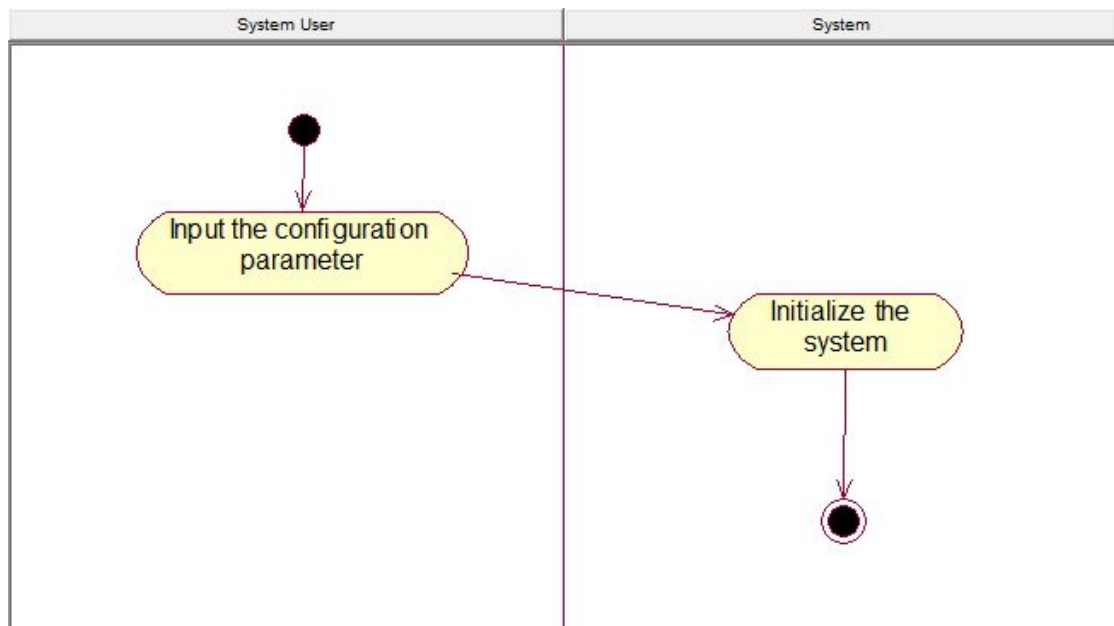 System User
System
Input the configuration
parameter
Initialize the
system